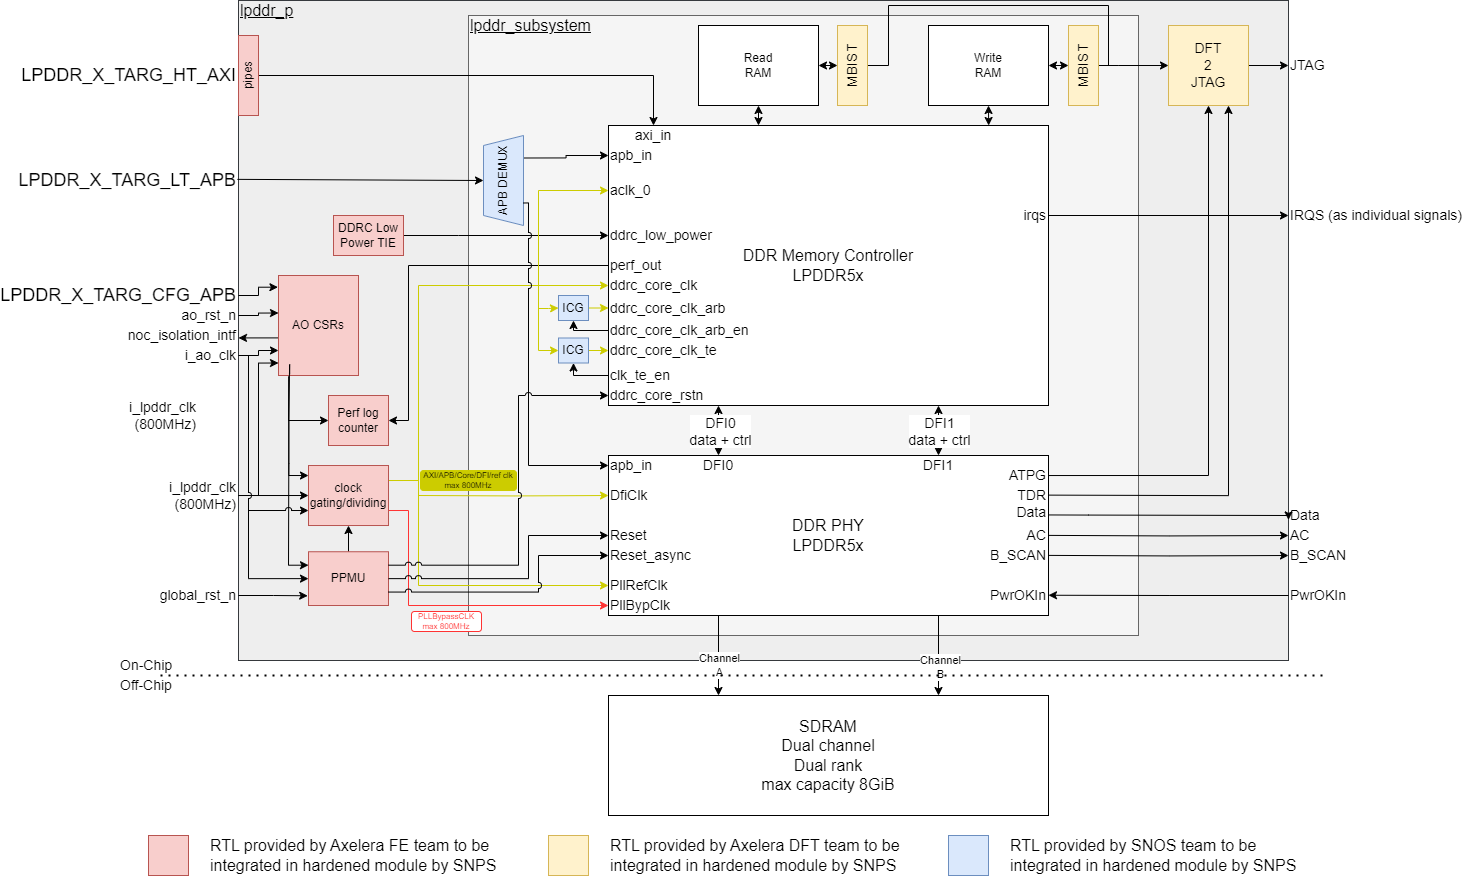 lpddr_p
lpddr_subsystem
LPDDR_X_TARG_HT_AXI
pipes
Read
RAM
MBIST
Write
RAM
MBIST
DFT
2
JTAG
JTAG
axi_in
apb_in
APB DEMUX
LPDDR_X_TARG_LT_APB
aclk_0
DDRC Low
Power TIE
ddrc_low_power
irqs
IRQS (as individual signals)
perf_out
DDR Memory Controller
LPDDR5x
LPDDR_X_TARG_CFG_APB
ao_rst_n
noc_isolation_intf
i_ao_clk
AO CSRs
ddrc_core_clk
ICG
ddrc_core_clk_arb
ddrc_core_clk_arb_en
ICG
ddrc_core_clk_te
clk_te_en
ddrc_core_rstn
i_lpddr_clk
(800MHz)
Perf log
counter
DFI0
data + ctrl
DFI1
data + ctrl
apb_in
DFI0
DFI1
ATPG
TDR
Data
AC
B_SCAN
PwrOKIn
Data
AC
B_SCAN
PwrOKIn
i_lpddr_clk
(800MHz)
clock
gating/dividing
AXI/APB/Core/DFI/ref clk
max 800MHz
DfiClk
DDR PHY
LPDDR5x
Reset
Reset_async
PPMU
global_rst_n
PllRefClk
PllBypClk
PLLBypassCLK
max 800MHz
Channel
A
Channel
B
On-Chip
Off-Chip
SDRAM
Dual channel
Dual rank
max capacity 8GiB
RTL provided by Axelera FE team to be
integrated in hardened module by SNPS
RTL provided by Axelera DFT team to be
integrated in hardened module by SNPS
RTL provided by SNOS team to be
integrated in hardened module by SNPS